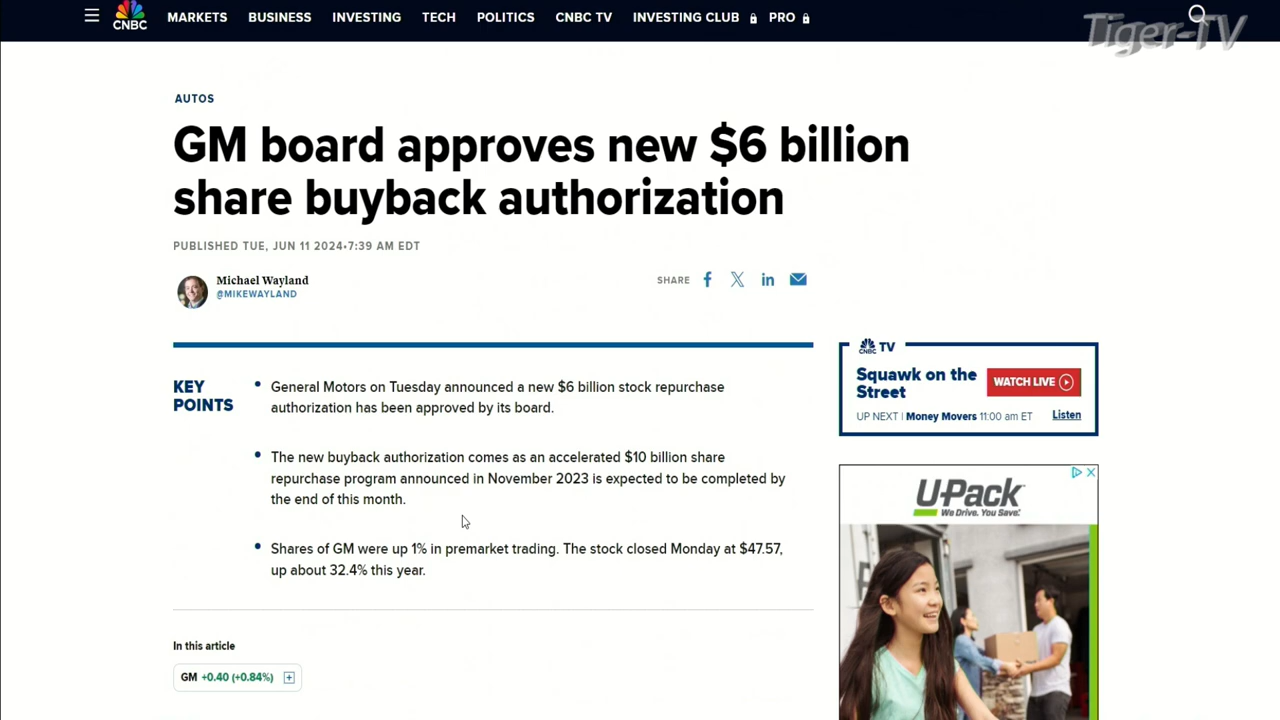 CNBC
MARKETS
BUSINESS
INVESTING
TECH
POLITICS
CNBC TV
INVESTING CLUB
PRO
Tiger-TV
AUTOS
GM board approves new $6 billion
share buyback authorization
PUBLISHED TUE, JUN 11 2024•7:39 AM EDT
Michael Wayland
@MIKEWAYLAND
SHARE
KEY
POINTS
General Motors on Tuesday announced a new $6 billion stock repurchase
authorization has been approved by its board.
The new buyback authorization comes as an accelerated $10 billion share
repurchase program announced in November 2023 is expected to be completed by
the end of this month.
Shares of GM were up 1% in premarket trading. The stock closed Monday at $47.57,
up about 32.4% this year.
In this article
GM +0.40 (+0.84%)
CNBC TV
Squawk on the
Street
WATCH LIVE
UP NEXT | Money Movers 11:00 am ET
Listen
U-Pack
We Drive. You Save.